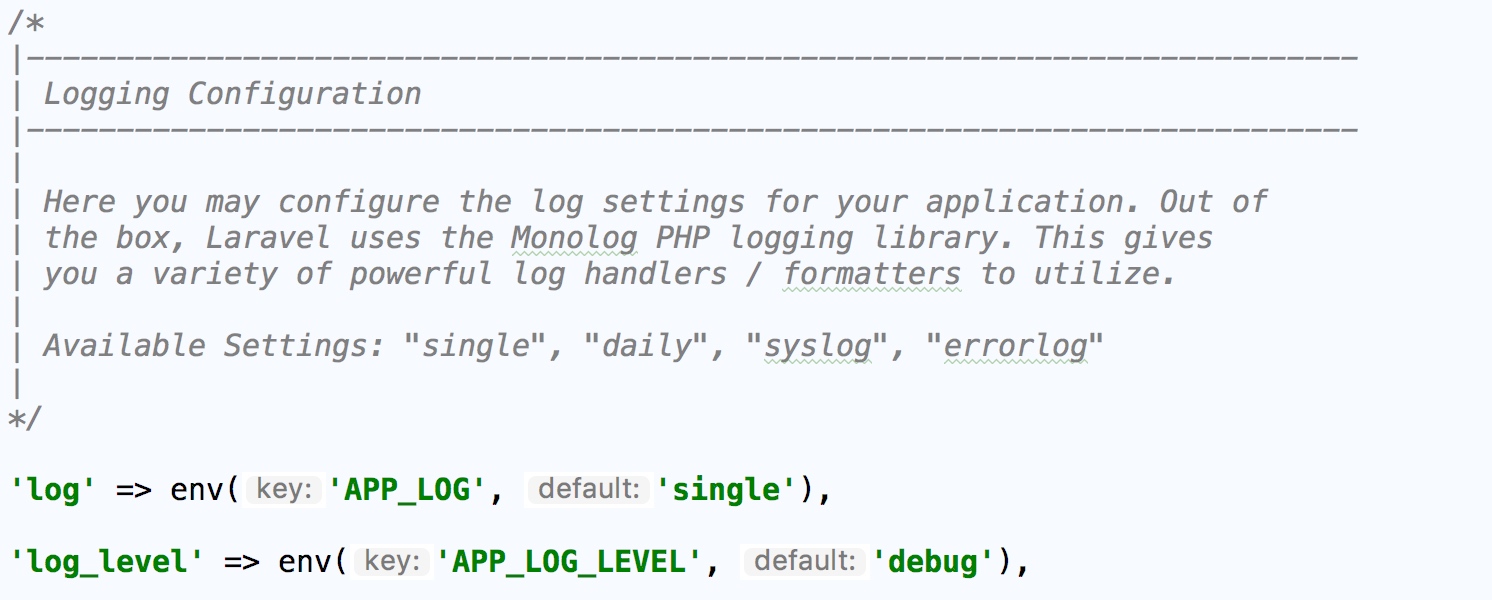 /*
|--------------------------------------------------------------------------
| Logging Configuration
|--------------------------------------------------------------------------
|
| Here you may configure the log settings for your application. Out of
| the box, Laravel uses the Monolog PHP logging library. This gives
| you a variety of powerful log handlers / formatters to utilize.
|
| Available Settings: "single", "daily", "syslog", "errorlog"
|
*/
'log' => env( key: 'APP_LOG', default: 'single'),
'log_level' => env( key: 'APP_LOG_LEVEL', default: 'debug'),